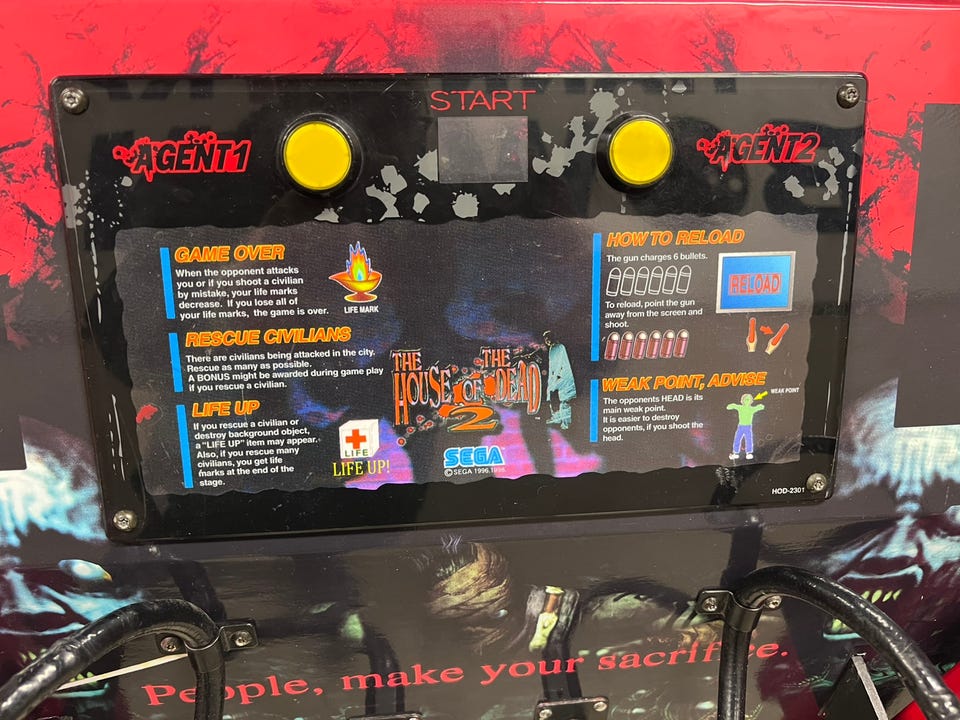 START
AGENT1
AGENT2
GAME OVER
When the opponent attacks
you or if you shoot a civilian
by mistake, your life marks
decrease. If you lose all of
your life marks, the game is over.
LIFE MARK
RESCUE CIVILIANS
There are civilians being attacked in the city.
Rescue as many as possible.
A BONUS might be awarded during game play
if you rescue a civilian.
LIFE UP
If you rescue a civilian or
destroy background object,
a "LIFE UP" item may appear.
Also, if you rescue many
civilians, you get life
marks at the end of the
stage.
LIFE
LIFE UP!
THE THE
HOUSE OF DEAD
2
SEGA
©SEGA 1996,1998
HOW TO RELOAD
The gun charges 6 bullets.
To reload, point the gun
away from the screen and
shoot.
RELOAD
WEAK POINT, ADVISE
The opponents HEAD is its
main weak point.
It is easier to destroy
opponents, if you shoot the
head.
WEAK POINT
HOD-2301
People, make your sacrifice.